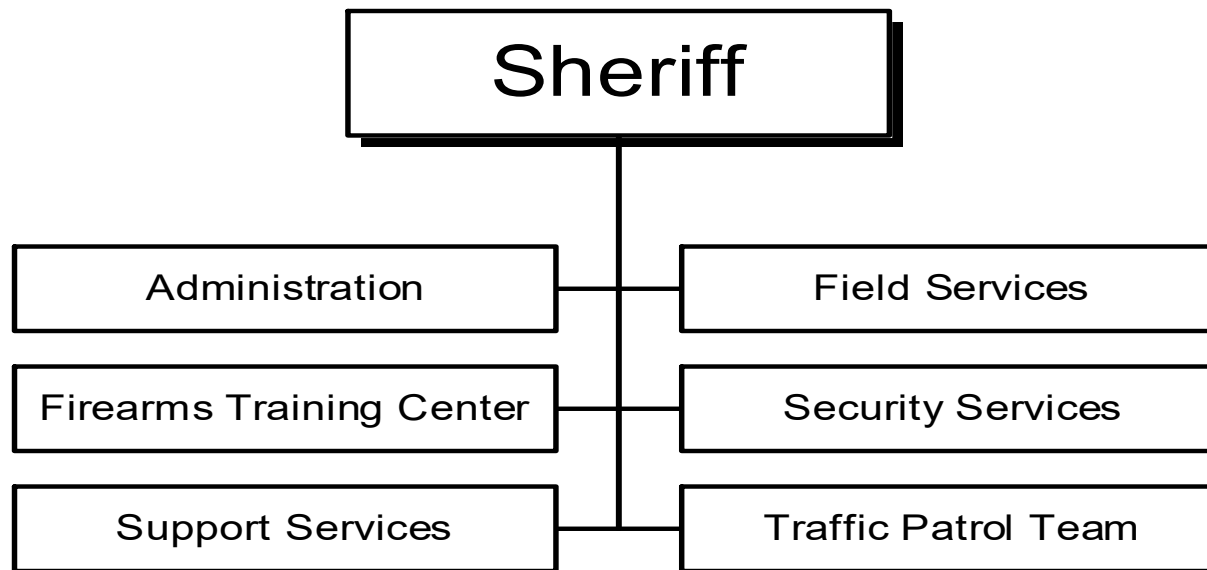 Sheriff
Administration
Field Services
Firearms Training Center
Security Services
Support Services
Traffic Patrol Team